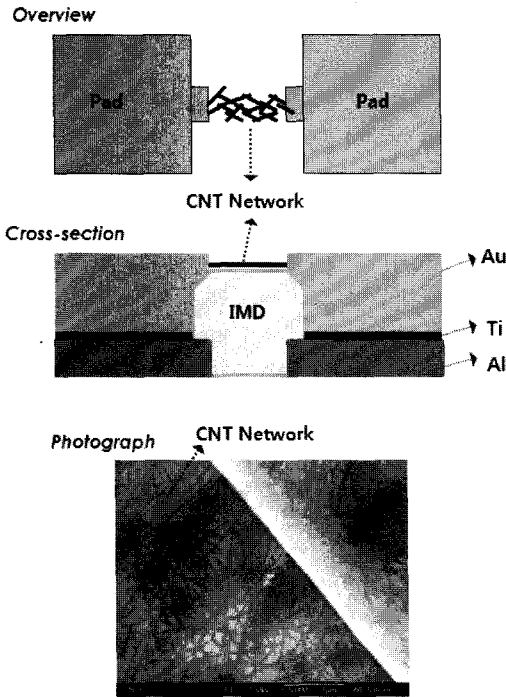 Overview
Pad
Pad
CNT Network
Cross-section
Au
IMD
Ti
Al
Photograph
CNT Network